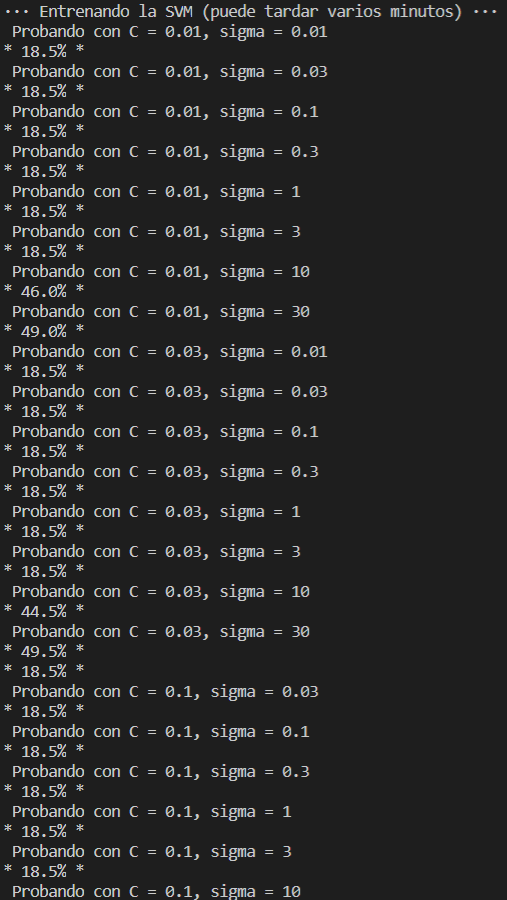 ··· Entrenando la SVM (puede tardar varios minutos) ···
Probando con C = 0.01, sigma = 0.01
* 18.5% *
Probando con C = 0.01, sigma = 0.03
* 18.5% *
Probando con C = 0.01, sigma = 0.1
* 18.5% *
Probando con C = 0.01, sigma = 0.3
* 18.5% *
Probando con C = 0.01, sigma = 1
* 18.5% *
Probando con C = 0.01, sigma = 3
* 18.5% *
Probando con C = 0.01, sigma = 10
* 46.0% *
Probando con C = 0.01, sigma = 30
* 49.0% *
Probando con C = 0.03, sigma = 0.01
* 18.5% *
Probando con C = 0.03, sigma = 0.03
* 18.5% *
Probando con C = 0.03, sigma = 0.1
* 18.5% *
Probando con C = 0.03, sigma = 0.3
* 18.5% *
Probando con C = 0.03, sigma = 1
* 18.5% *
Probando con C = 0.03, sigma = 3
* 18.5% *
Probando con C = 0.03, sigma = 10
* 44.5% *
Probando con C = 0.03, sigma = 30
* 49.5% *
* 18.5% *
Probando con C = 0.1, sigma = 0.03
* 18.5% *
Probando con C = 0.1, sigma = 0.1
* 18.5% *
Probando con C = 0.1, sigma = 0.3
* 18.5% *
Probando con C = 0.1, sigma = 1
* 18.5% *
Probando con C = 0.1, sigma = 3
* 18.5% *
Probando con C = 0.1, sigma = 10